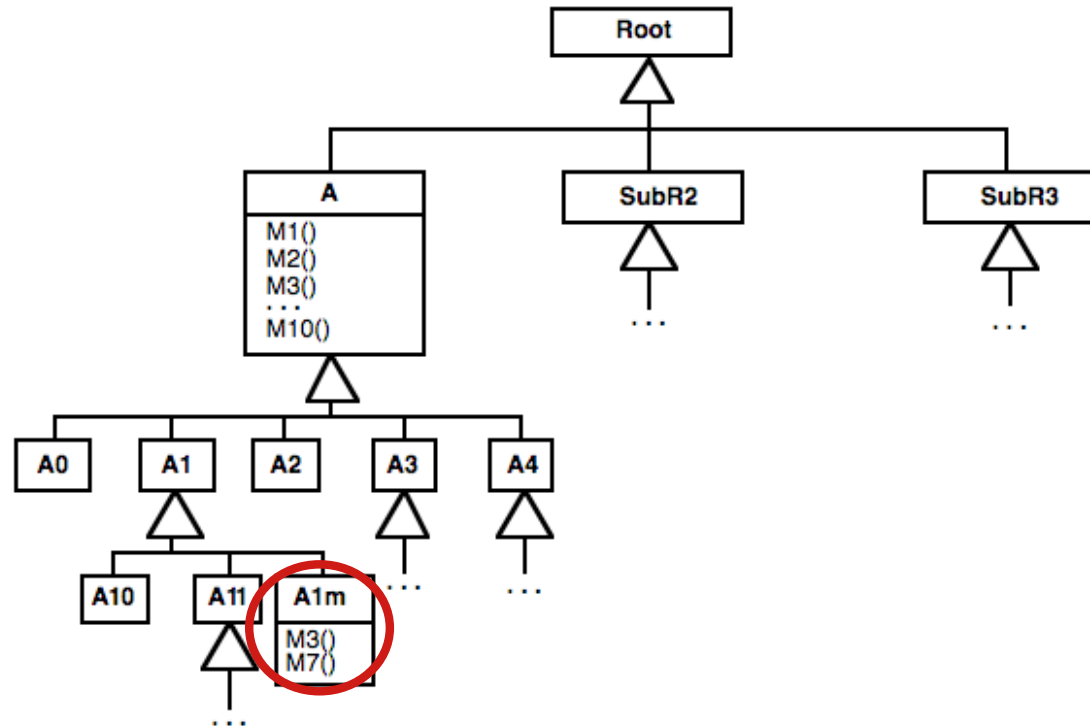 Root
A
SubR2
SubR3
M1()
M2()
M3()
...
M10()
...
...
A0
A1
A2
A3
A4
...
...
A10
A11
A1m
M3()
M7()
...